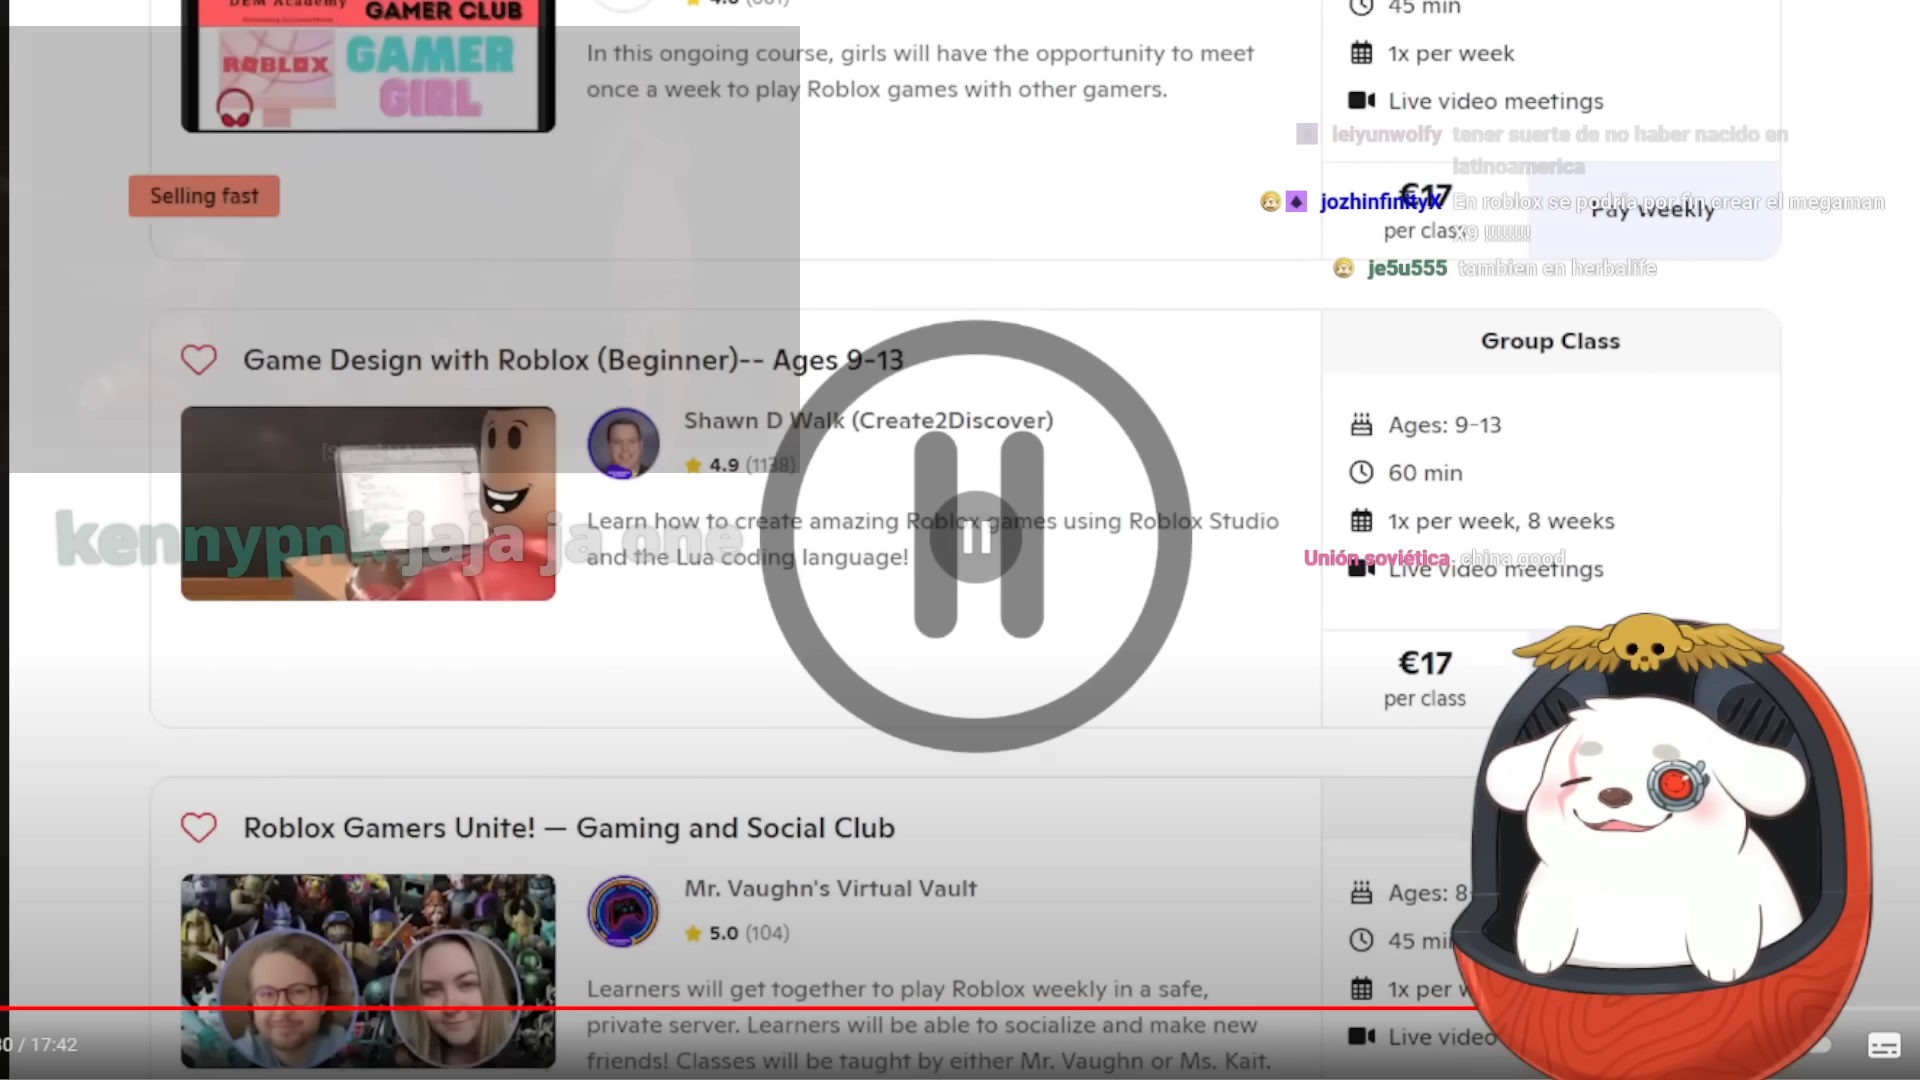 DEM Academy
GAMER CLUB
ROBLOX
GAMER
GIRL
In this ongoing course, girls will have the opportunity to meet
once a week to play Roblox games with other gamers.
45 min
1x per week
Live video meetings
leiyunwolfy tener suerte de no haber nacido en
latinoamerica
Selling fast
€17
per class
Pay Weekly
jozhinfinityX En roblox se podría por fin crear el megaman
X9 !!!!!!!!!
je5u555 tambien en herbalife
Game Design with Roblox (Beginner)-- Ages 9-13
Shawn D Walk (Create2Discover)
4.9 (1138)
Learn how to create amazing Roblox games using Roblox Studio
and the Lua coding language!
kennypnk jaja ja one
Group Class
Ages: 9-13
60 min
1x per week, 8 weeks
Unión soviética china good
Live video meetings
€17
per class
Roblox Gamers Unite! — Gaming and Social Club
Mr. Vaughn's Virtual Vault
5.0 (104)
Learners will get together to play Roblox weekly in a safe,
private server. Learners will be able to socialize and make new
friends! Classes will be taught by either Mr. Vaughn or Ms. Kait.
Ages: 8-
45 min
1x per
Live video
/ 17:42